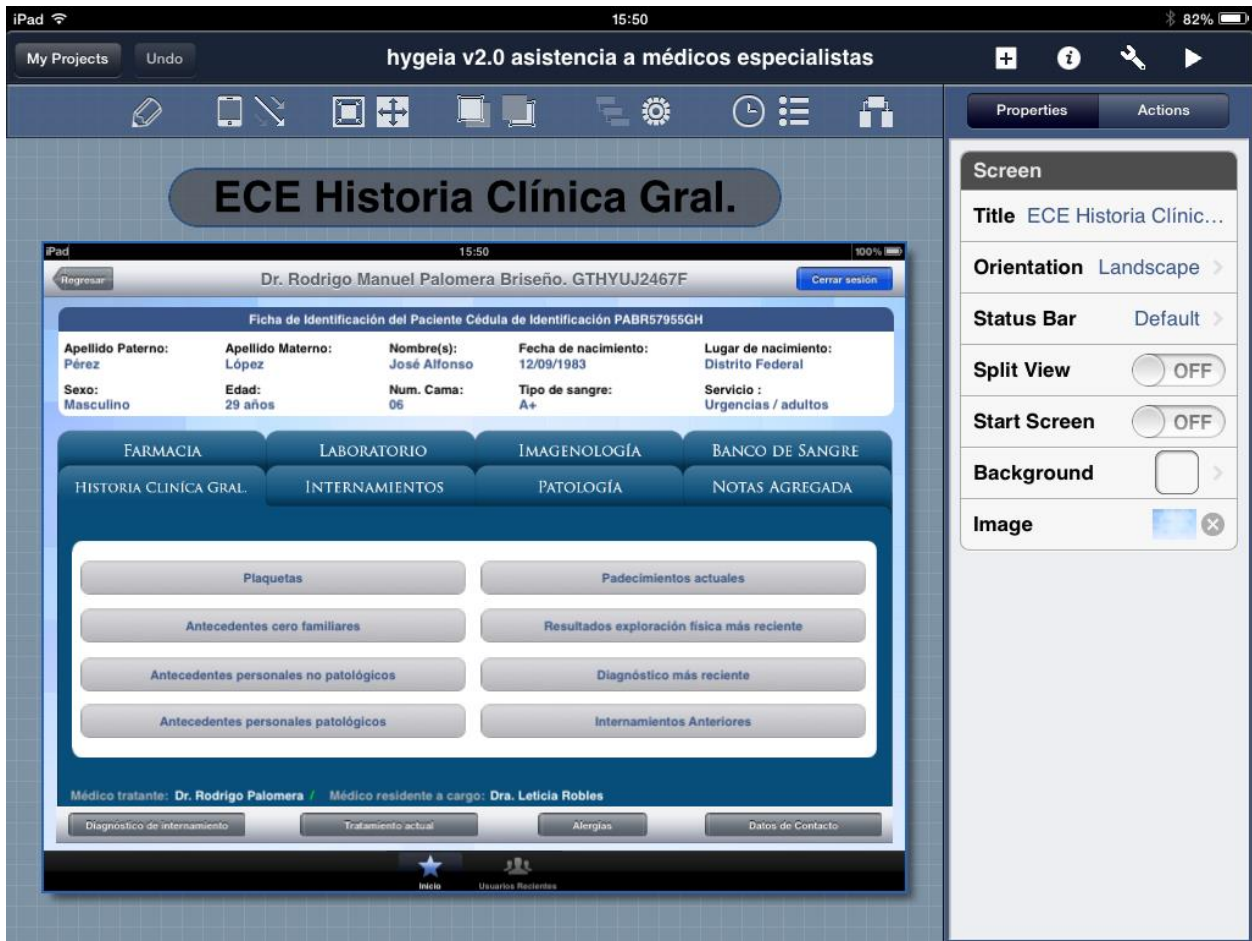 iPad 15:50 82%
My Projects Undo hygeia v2.0 asistencia a médicos especialistas
Properties Actions
ECE Historia Clínica Gral.
iPad 15:50 100%
Regresar Dr. Rodrigo Manuel Palomera Briseño. GTHYUJ2467F Cerrar sesión
Ficha de Identificación del Paciente Cédula de Identificación PABR57955GH
Apellido Paterno: Apellido Materno: Nombre(s): Fecha de nacimiento: Lugar de nacimiento:
Pérez López José Alfonso 12/09/1983 Distrito Federal
Sexo: Edad: Num. Cama: Tipo de sangre: Servicio :
Masculino 29 años 06 A+ Urgencias / adultos
Farmacia Laboratorio Imagenología Banco de Sangre
Historia Cliníca Gral. Internamientos Patología Notas Agregada
Plaquetas Padecimientos actuales
Antecedentes cero familiares Resultados exploración física más reciente
Antecedentes personales no patológicos Diagnóstico más reciente
Antecedentes personales patológicos Internamientos Anteriores
Médico tratante: Dr. Rodrigo Palomera / Médico residente a cargo: Dra. Leticia Robles
Diagnóstico de internamiento Tratamiento actual Alergias Datos de Contacto
Inicio Usuarios Recientes
Screen
Title ECE Historia Clínic...
Orientation Landscape
Status Bar Default
Split View OFF
Start Screen OFF
Background
Image